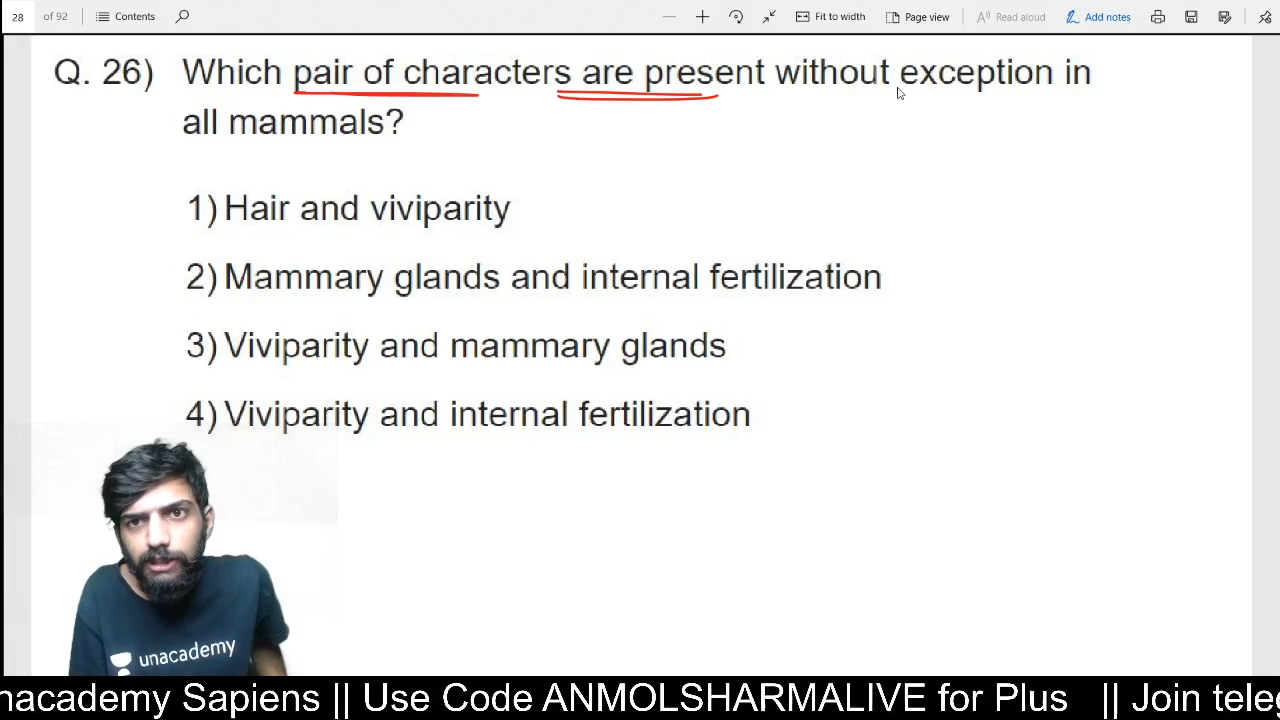 28 of 92 Contents Fit to width Page view Read aloud Add notes
Q. 26) Which pair of characters are present without exception in
all mammals?
1) Hair and viviparity
2) Mammary glands and internal fertilization
3) Viviparity and mammary glands
4) Viviparity and internal fertilization
unacademy
nacademy Sapiens || Use Code ANMOLSHARMALIVE for Plus || Join teleg